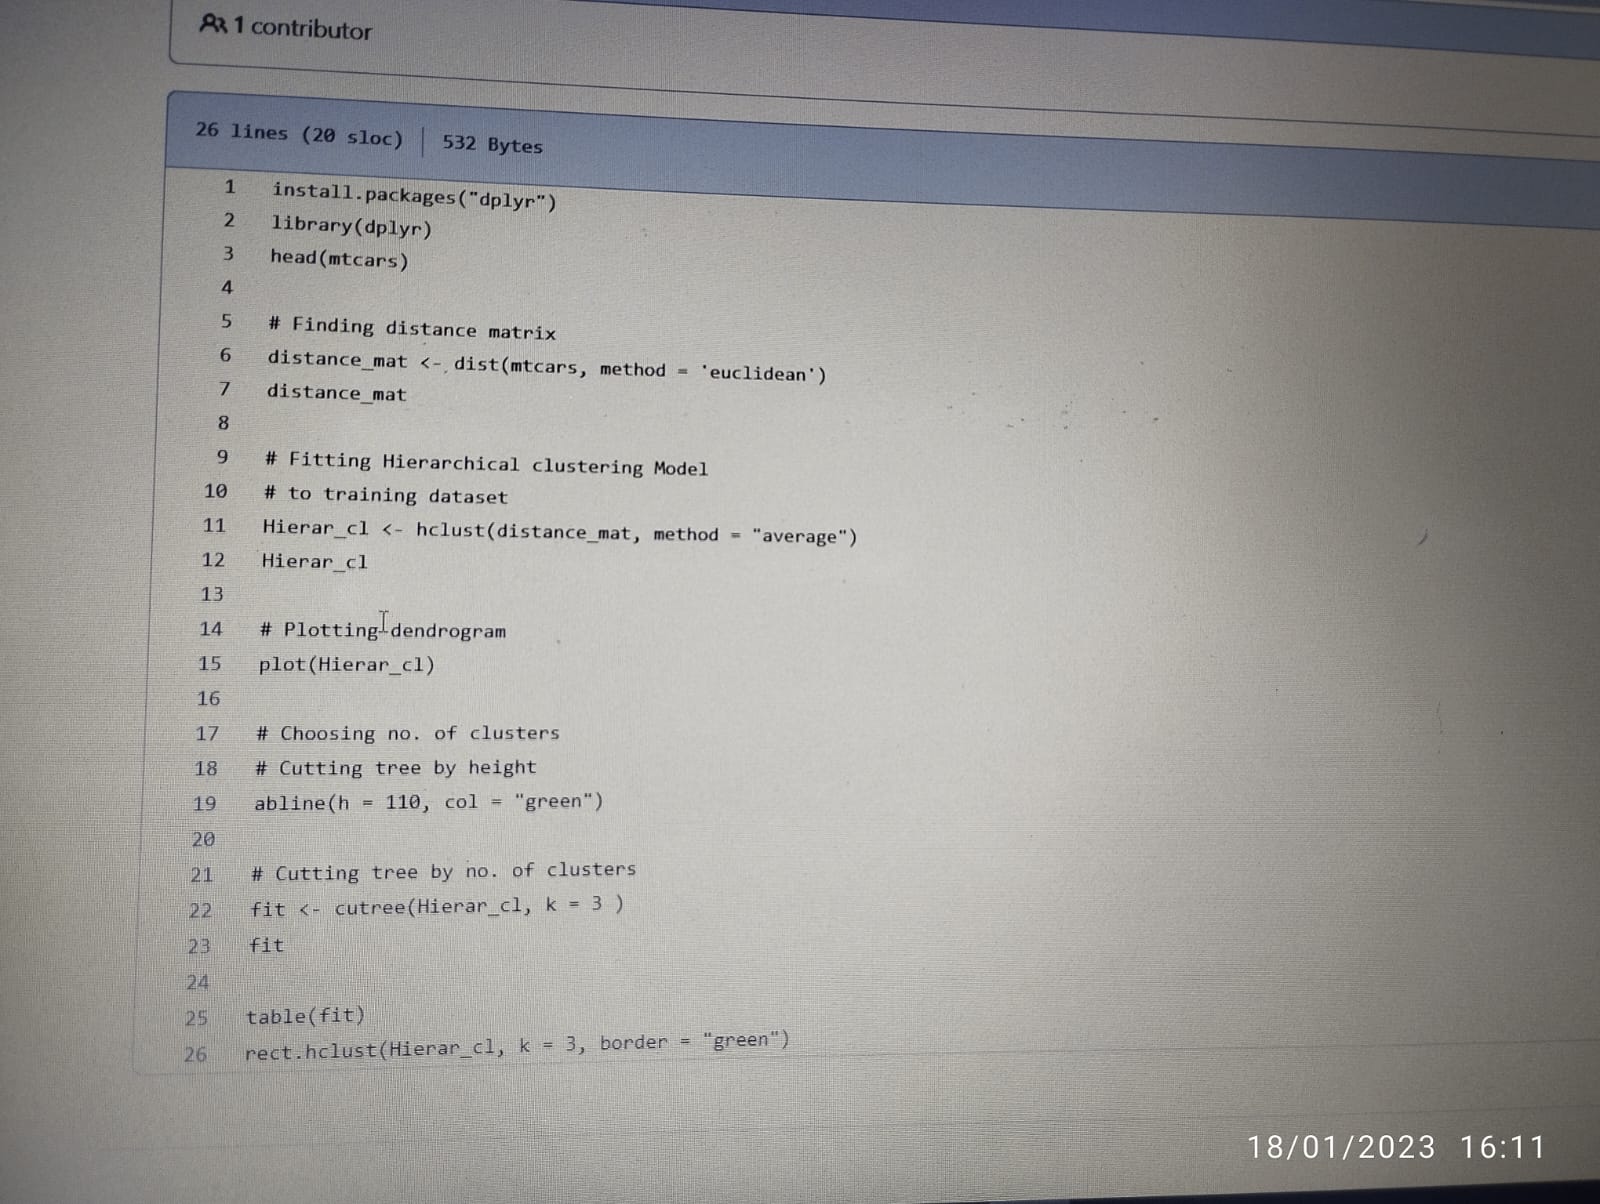 1 contributor
26 lines (20 sloc) | 532 Bytes
1 install.packages("dplyr")
2 library(dplyr)
3 head(mtcars)
4
5 # Finding distance matrix
6 distance_mat <- dist(mtcars, method = 'euclidean')
7 distance_mat
8
9 # Fitting Hierarchical clustering Model
10 # to training dataset
11 Hierar_cl <- hclust(distance_mat, method = "average")
12 Hierar_cl
13
14 # Plotting dendrogram
15 plot(Hierar_cl)
16
17 # Choosing no. of clusters
18 # Cutting tree by height
19 abline(h = 110, col = "green")
20
21 # Cutting tree by no. of clusters
22 fit <- cutree(Hierar_cl, k = 3 )
23 fit
24
25 table(fit)
26 rect.hclust(Hierar_cl, k = 3, border = "green")
18/01/2023 16:11